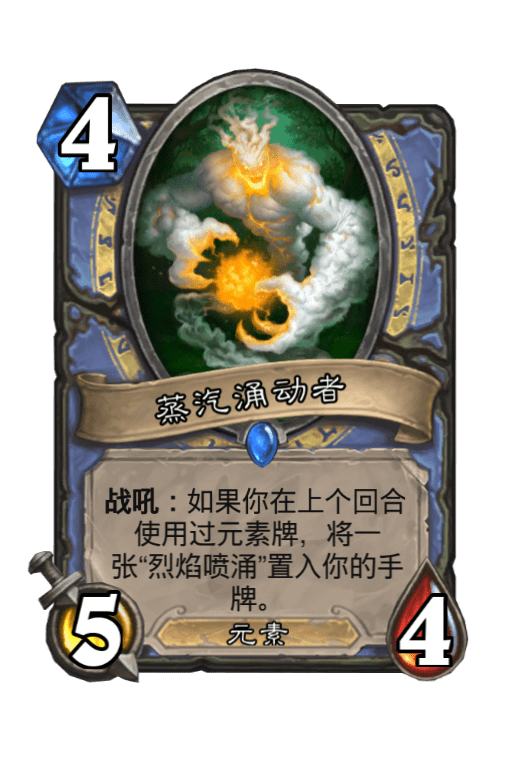 4
蒸汽涌动者
战吼：如果你在上个回合
使用过元素牌，将一
张“烈焰喷涌”置入你的手
牌。
5
元素
4